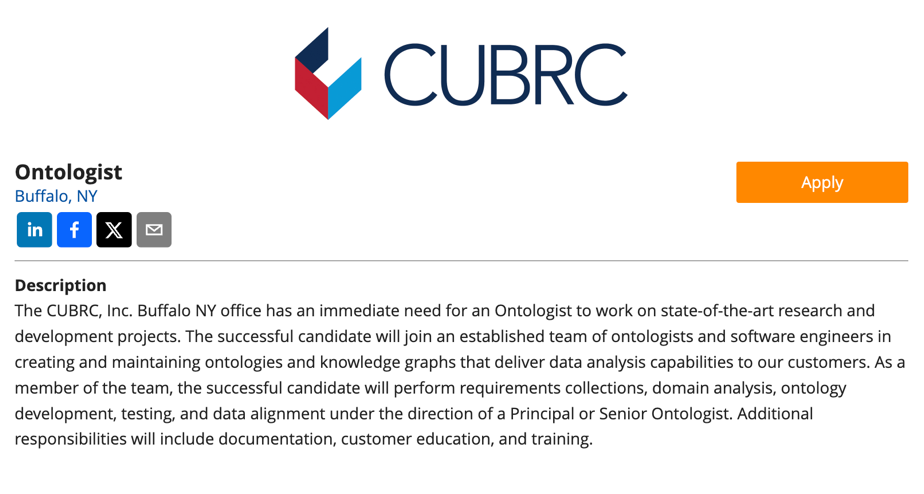 CUBRC
Ontologist
Apply
Buffalo, NY
in f X
Description
The CUBRC, Inc. Buffalo NY office has an immediate need for an Ontologist to work on state-of-the-art research and
development projects. The successful candidate will join an established team of ontologists and software engineers in
creating and maintaining ontologies and knowledge graphs that deliver data analysis capabilities to our customers. As a
member of the team, the successful candidate will perform requirements collections, domain analysis, ontology
development, testing, and data alignment under the direction of a Principal or Senior Ontologist. Additional
responsibilities will include documentation, customer education, and training.